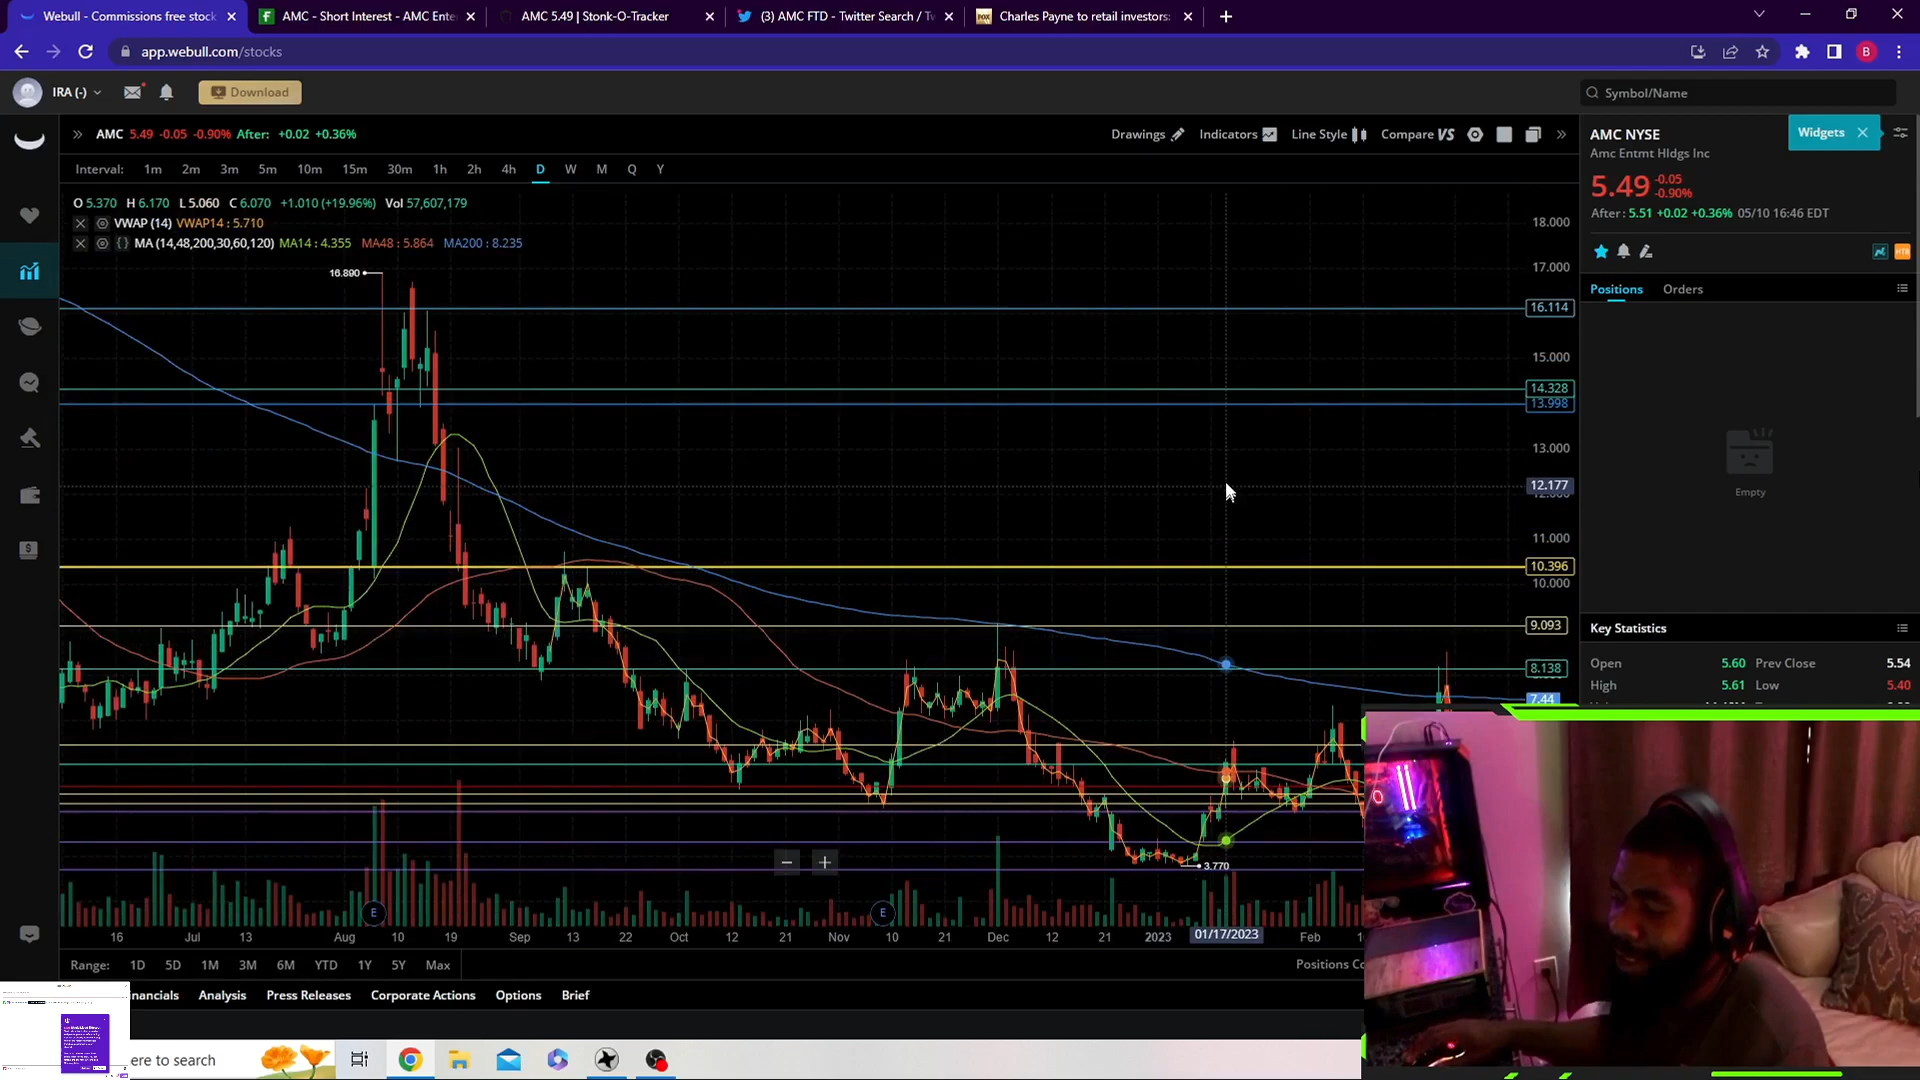 Webull - Commissions free stock
AMC - Short Interest - AMC Ente
AMC 5.49 | Stonk-O-Tracker
(3) AMC FTD - Twitter Search / Tw
Charles Payne to retail investors:
app.webull.com/stocks
B
IRA (-)
Download
Symbol/Name
AMC 5.49 -0.05 -0.90% After: +0.02 +0.36%
Drawings Indicators Line Style Compare VS
AMC NYSE
Widgets
Amc Entmt Hldgs Inc
Interval: 1m 2m 3m 5m 10m 15m 30m 1h 2h 4h D W M Q Y
5.49 -0.05 -0.90%
O 5.370 H 6.170 L 5.060 C 6.070 +1.010 (+19.96%) Vol 57,607,179
After: 5.51 +0.02 +0.36% 05/10 16:46 EDT
VWAP (14) VWAP14 : 5.710
MA (14,48,200,30,60,120) MA14 : 4.355 MA48 : 5.864 MA200 : 8.235
Positions Orders
Empty
18.000
17.000
16.890
16.114
15.000
14.328
13.998
13.000
12.177
11.000
10.396
10.000
9.093
8.138
7.44
3.770
Key Statistics
Open 5.60 Prev Close 5.54
High 5.61 Low 5.40
E
E
16 Jul 13 Aug 10 19 Sep 13 22 Oct 12 21 Nov 10 21 Dec 12 21 2023 01/17/2023 Feb
Range: 1D 5D 1M 3M 6M YTD 1Y 5Y Max
Positions Co
nancials Analysis Press Releases Corporate Actions Options Brief
ere to search